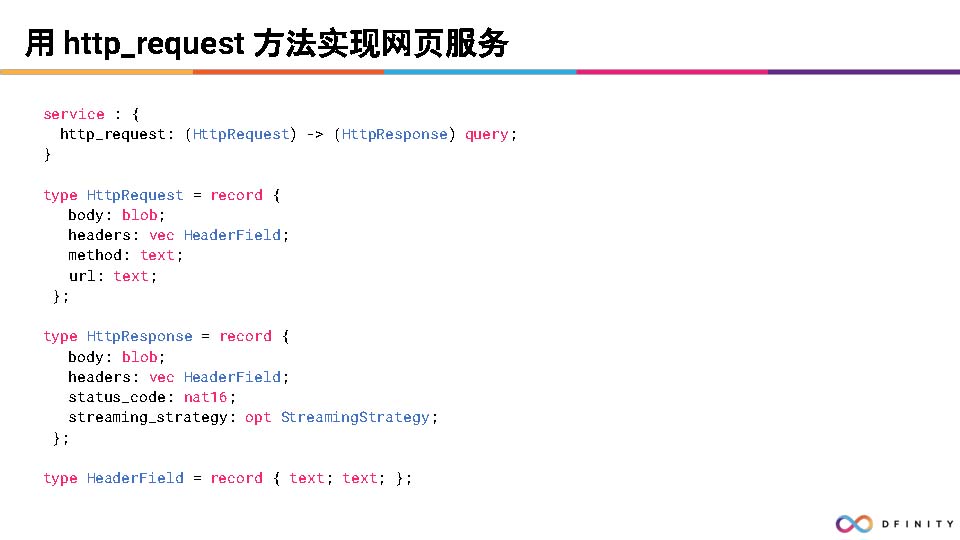 用 http_request 方法实现网页服务
service : {
  http_request: (HttpRequest) -> (HttpResponse) query;
}
type HttpRequest = record {
   body: blob;
   headers: vec HeaderField;
   method: text;
   url: text;
 };
type HttpResponse = record {
   body: blob;
   headers: vec HeaderField;
   status_code: nat16;
   streaming_strategy: opt StreamingStrategy;
 };
type HeaderField = record { text; text; };
DFINITY